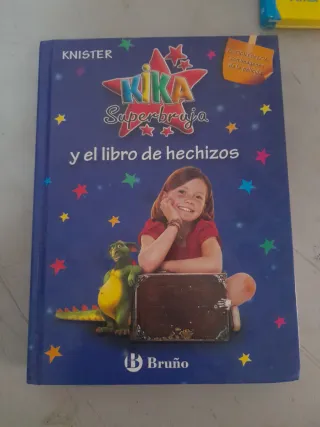 KNISTER
KIKA
Superbruja
y el libro de hechizos
B Bruño